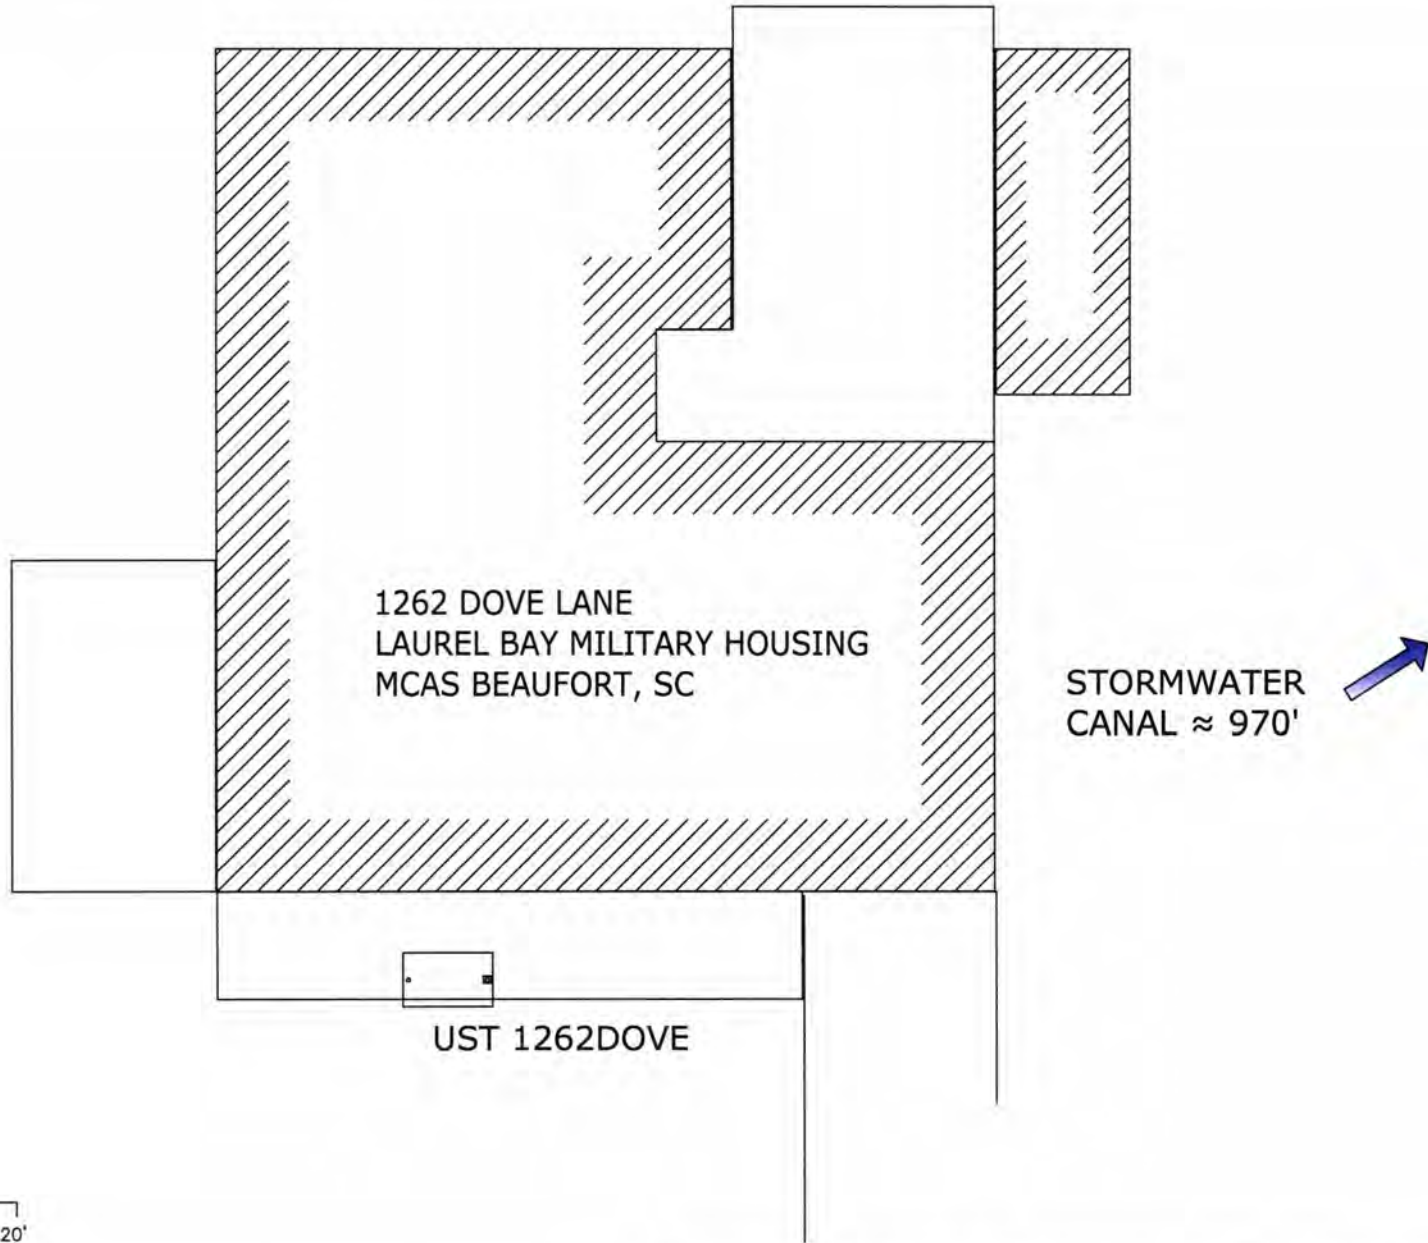 1262 DOVE LANE
LAUREL BAY MILITARY HOUSING
MCAS BEAUFORT, SC
STORMWATER
CANAL ≈ 970'
UST 1262DOVE
20'